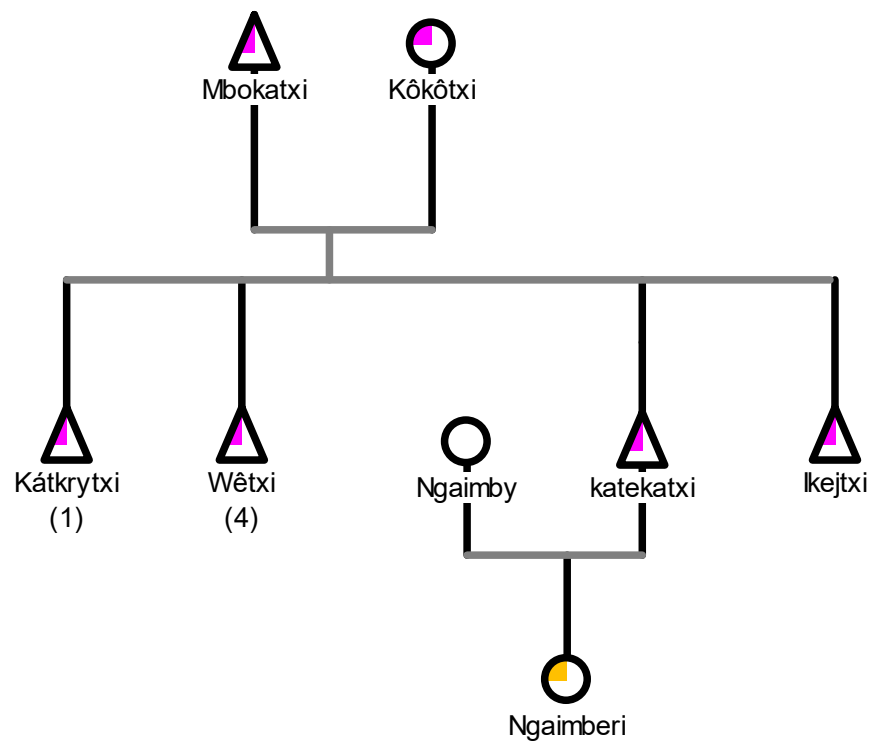 Mbokatxi
Kôkôtxi
Kátkrytxi
(1)
Wêtxi
(4)
Ngaimby
katekatxi
Ikejtxi
Ngaimberi